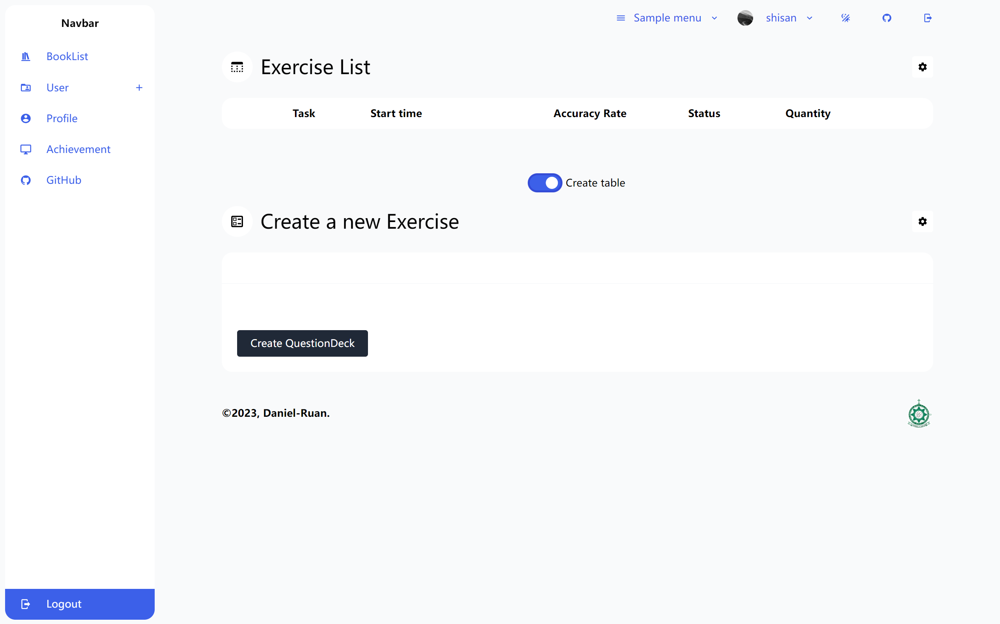 Navbar
BookList
User
Profile
Achievement
GitHub
Logout
Sample menu
shisan
Exercise List
Task Start time Accuracy Rate Status Quantity
Create table
Create a new Exercise
Create QuestionDeck
©2023, Daniel-Ruan.